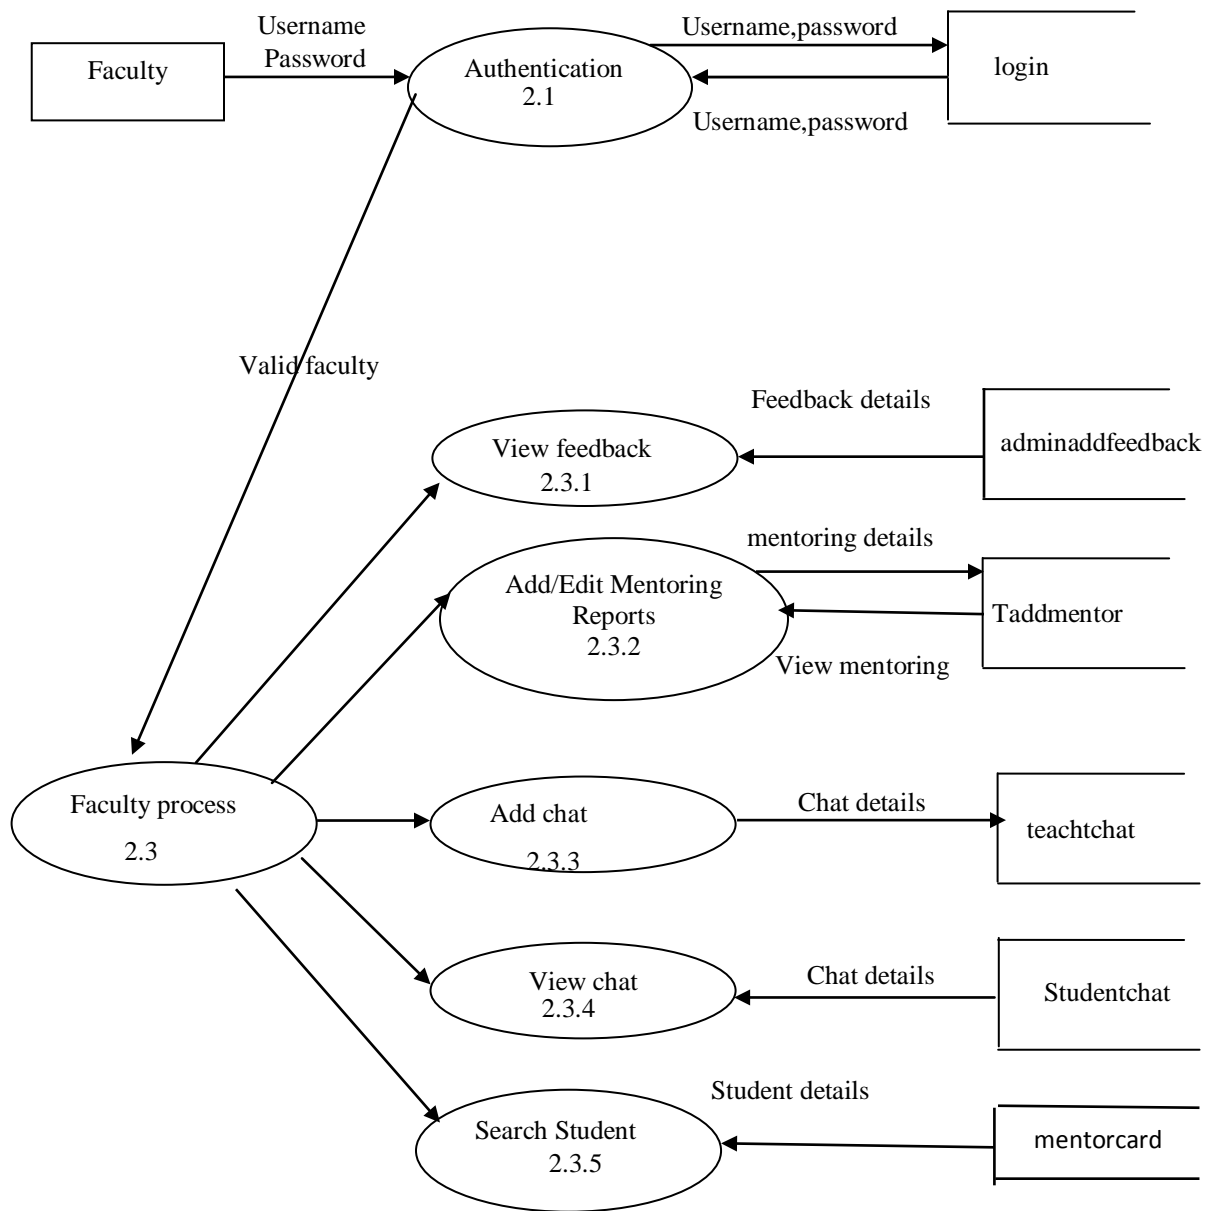 Username
Password
Username,password
Faculty
Authentication
2.1
login
Username,password
Valid faculty
Feedback details
View feedback
2.3.1
adminaddfeedback
mentoring details
Add/Edit Mentoring
Reports
2.3.2
Taddmentor
View mentoring
Faculty process
2.3
Add chat
2.3.3
Chat details
teachtchat
View chat
2.3.4
Chat details
Studentchat
Student details
Search Student
2.3.5
mentorcard